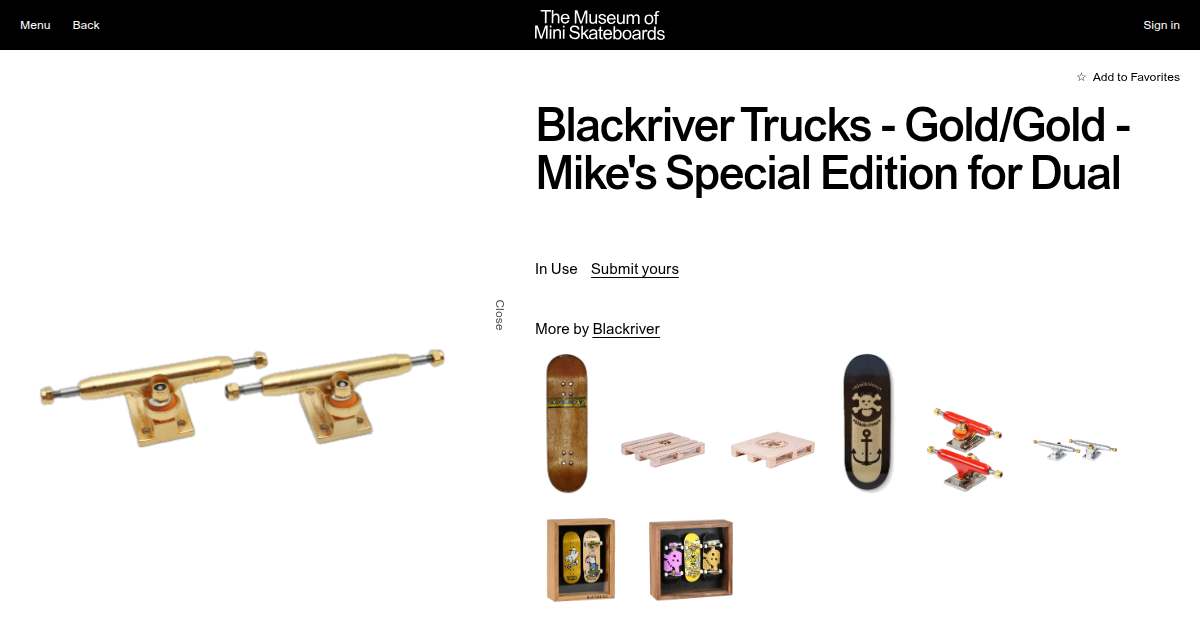 Menu Back
The Museum of
Mini Skateboards
Sign in
☆ Add to Favorites
Blackriver Trucks - Gold/Gold -
Mike's Special Edition for Dual
In Use Submit yours
Close
More by Blackriver